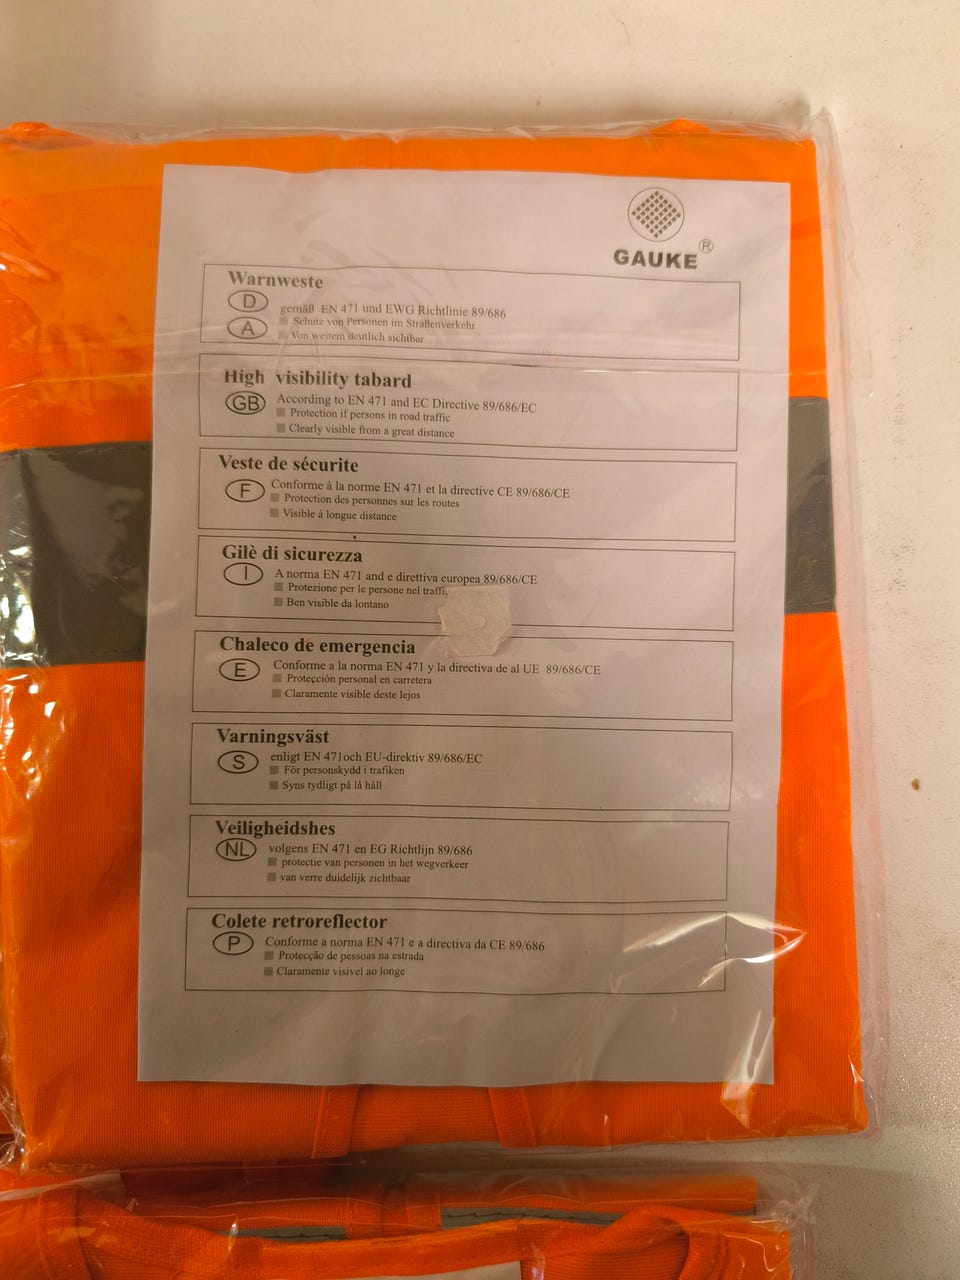 GAUKE ®
Warnweste
D
gemäß EN 471 und EWG Richtlinie 89/686
Schutz von Personen im Straßenverkehr
A
Von weitem deutlich sichtbar
High visibility tabard
GB
According to EN 471 and EC Directive 89/686/EC
Protection if persons in road traffic
Clearly visible from a great distance
Veste de sécurite
F
Conforme à la norme EN 471 et la directive CE 89/686/CE
Protection des personnes sur les routes
Visible á longue distance
Gilè di sicurezza
I
A norma EN 471 and e direttiva europea 89/686/CE
Protezione per le persone nel
Ben visible da lontano
Chaleco de emergencia
E
Conforme a la norma EN 471 y la directiva de al UE 89/686/CE
Protęcción personal en carretera
Claramente visible deste lejos
Varningsväst
S
enligt EN 471och EU-direktiv 89/686/EC
För personskydd i trafiken
Syns tydligt på lå håll
Veiligheidshes
NL
volgens EN 471 en EG Richtlijn 89/686
protectie van personen in het wegverkeer
van verre duidelijk zichtbaar
Colete retroreflector
P
Conforme a norma EN 471 e a directiva da CE 89/686
Protecção de pessoas na estrada
Claramente visível ao longe